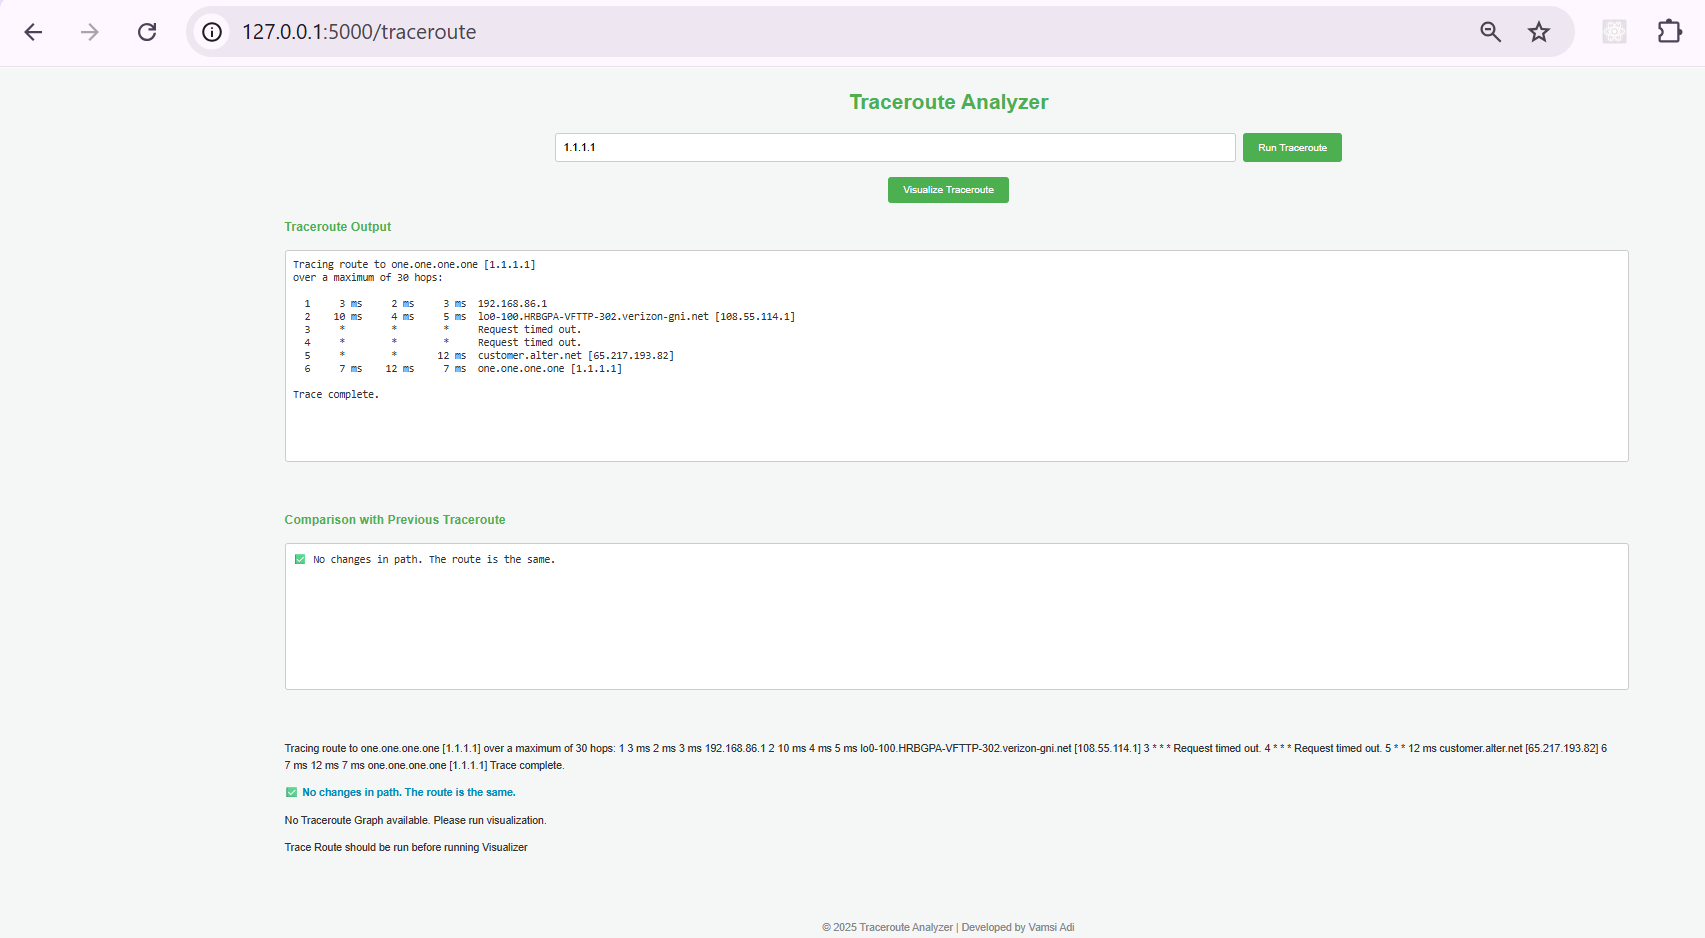 127.0.0.1:5000/traceroute
Traceroute Analyzer
1.1.1.1
Run Traceroute
Visualize Traceroute
Traceroute Output
Tracing route to one.one.one.one [1.1.1.1]
over a maximum of 30 hops:
1 3 ms 2 ms 3 ms 192.168.86.1
2 10 ms 4 ms 5 ms lo0-100.HRBGPA-VFTTP-302.verizon-gni.net [108.55.114.1]
3 * * * Request timed out.
4 * * * Request timed out.
5 * * 12 ms customer.alter.net [65.217.193.82]
6 7 ms 12 ms 7 ms one.one.one.one [1.1.1.1]
Trace complete.
Comparison with Previous Traceroute
✅ No changes in path. The route is the same.
Tracing route to one.one.one.one [1.1.1.1] over a maximum of 30 hops: 1 3 ms 2 ms 3 ms 192.168.86.1 2 10 ms 4 ms 5 ms lo0-100.HRBGPA-VFTTP-302.verizon-gni.net [108.55.114.1] 3 * * * Request timed out. 4 * * * Request timed out. 5 * * 12 ms customer.alter.net [65.217.193.82] 6
7 ms 12 ms 7 ms one.one.one.one [1.1.1.1] Trace complete.
✅ No changes in path. The route is the same.
No Traceroute Graph available. Please run visualization.
Trace Route should be run before running Visualizer
© 2025 Traceroute Analyzer | Developed by Vamsi Adi